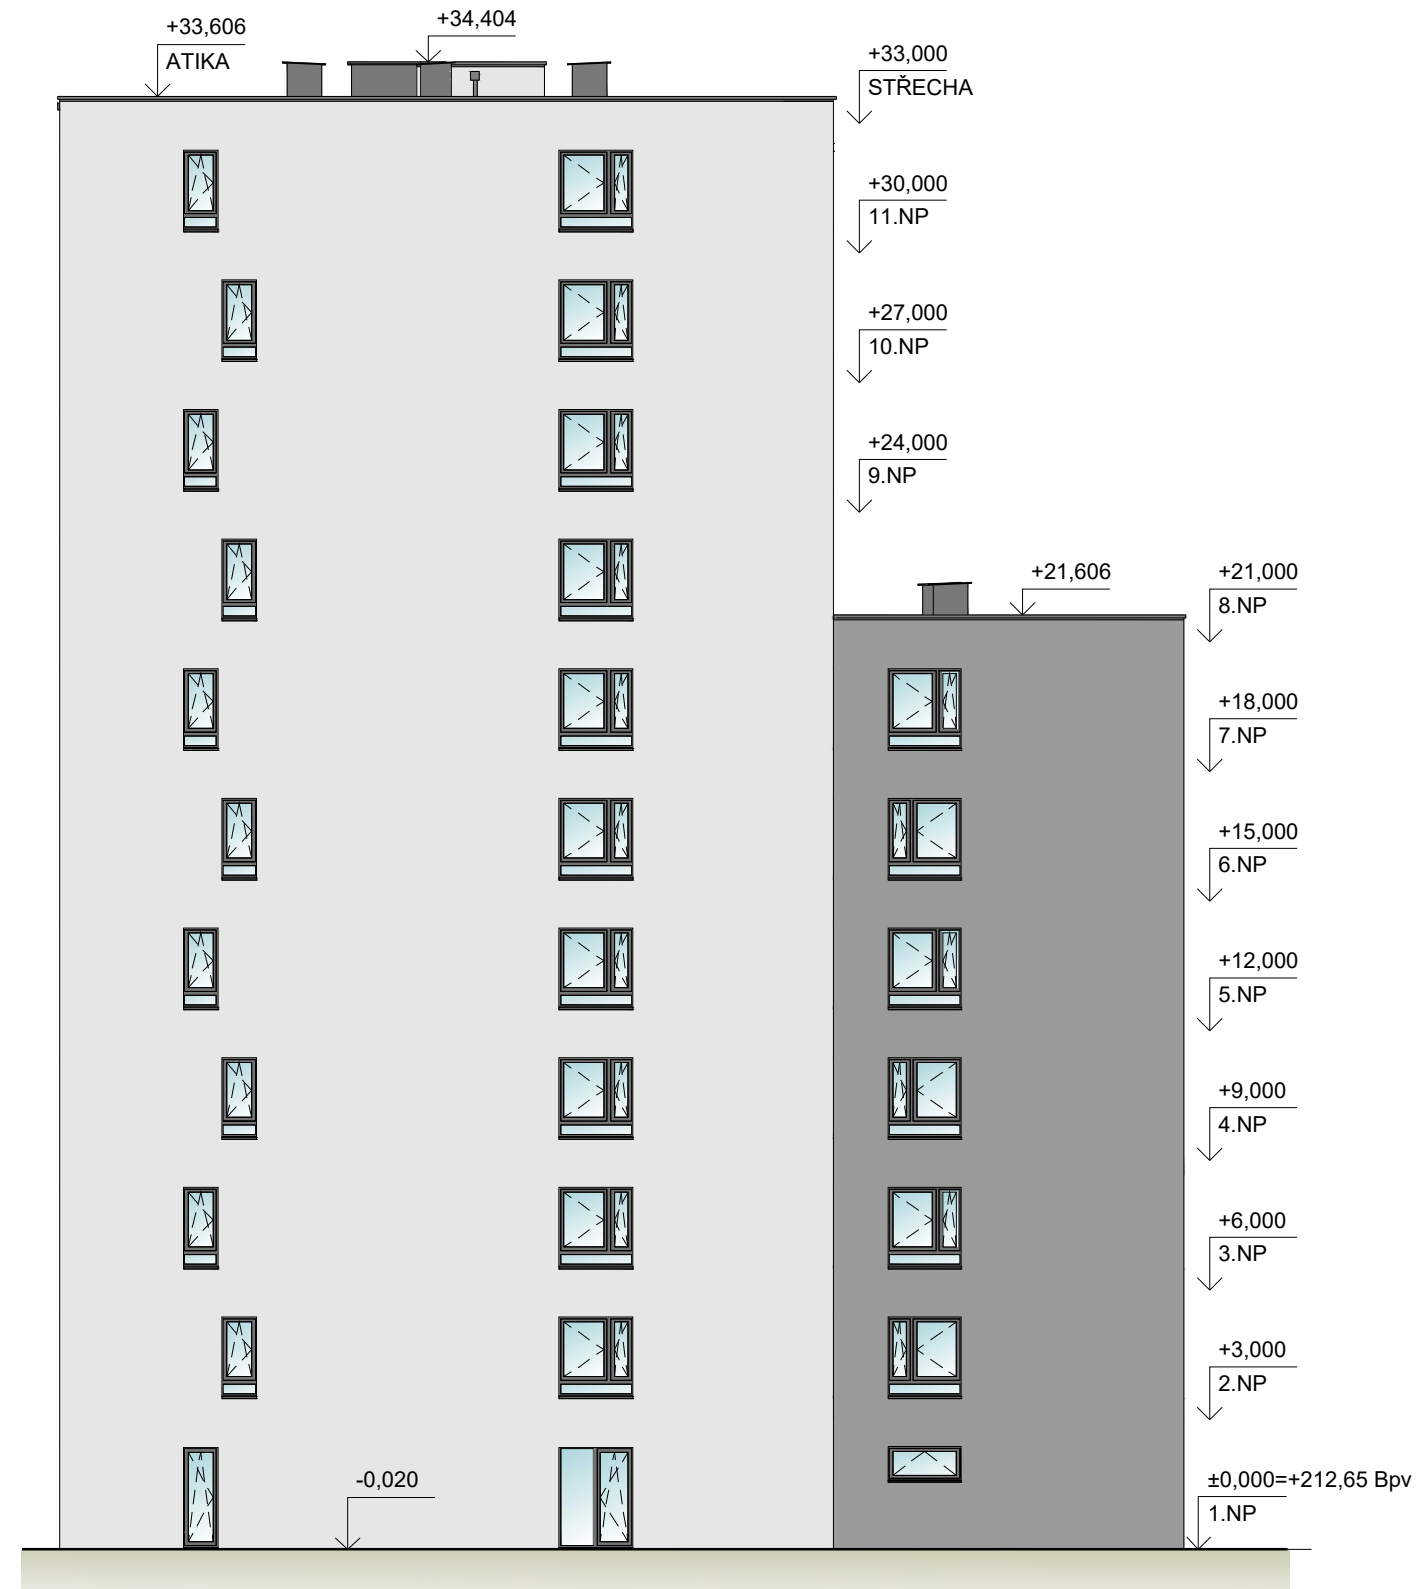 +33,606
ATIKA
+34,404
+33,000
STŘECHA
+30,000
11.NP
+27,000
10.NP
+24,000
9.NP
+21,606
+21,000
8.NP
+18,000
7.NP
+15,000
6.NP
+12,000
5.NP
+9,000
4.NP
+6,000
3.NP
+3,000
2.NP
-0,020
±0,000=+212,65 Bpv
1.NP